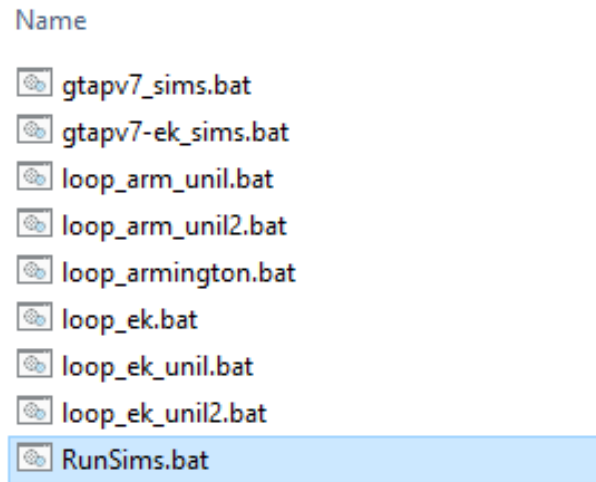 Name
gtapv7_sims.bat
gtapv7-ek_sims.bat
loop_arm_unil.bat
loop_arm_unil2.bat
loop_armington.bat
loop_ek.bat
loop_ek_unil.bat
loop_ek_unil2.bat
RunSims.bat